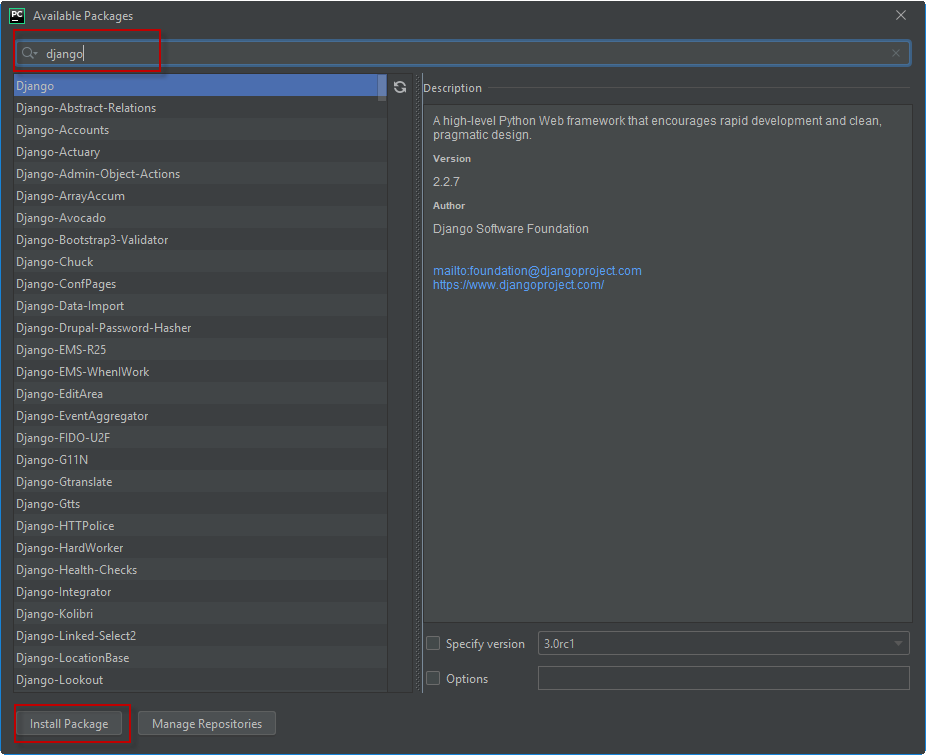 PC Available Packages
django
Django
Django-Abstract-Relations
Django-Accounts
Django-Actuary
Django-Admin-Object-Actions
Django-ArrayAccum
Django-Avocado
Django-Bootstrap3-Validator
Django-Chuck
Django-ConfPages
Django-Data-Import
Django-Drupal-Password-Hasher
Django-EMS-R25
Django-EMS-WhenIWork
Django-EditArea
Django-EventAggregator
Django-FIDO-U2F
Django-G11N
Django-Gtranslate
Django-Gtts
Django-HTTPolice
Django-HardWorker
Django-Health-Checks
Django-Integrator
Django-Kolibri
Django-Linked-Select2
Django-LocationBase
Django-Lookout
Description
A high-level Python Web framework that encourages rapid development and clean,
pragmatic design.
Version
2.2.7
Author
Django Software Foundation
mailto:foundation@djangoproject.com
https://www.djangoproject.com/
Specify version 3.0rc1
Options
Install Package Manage Repositories